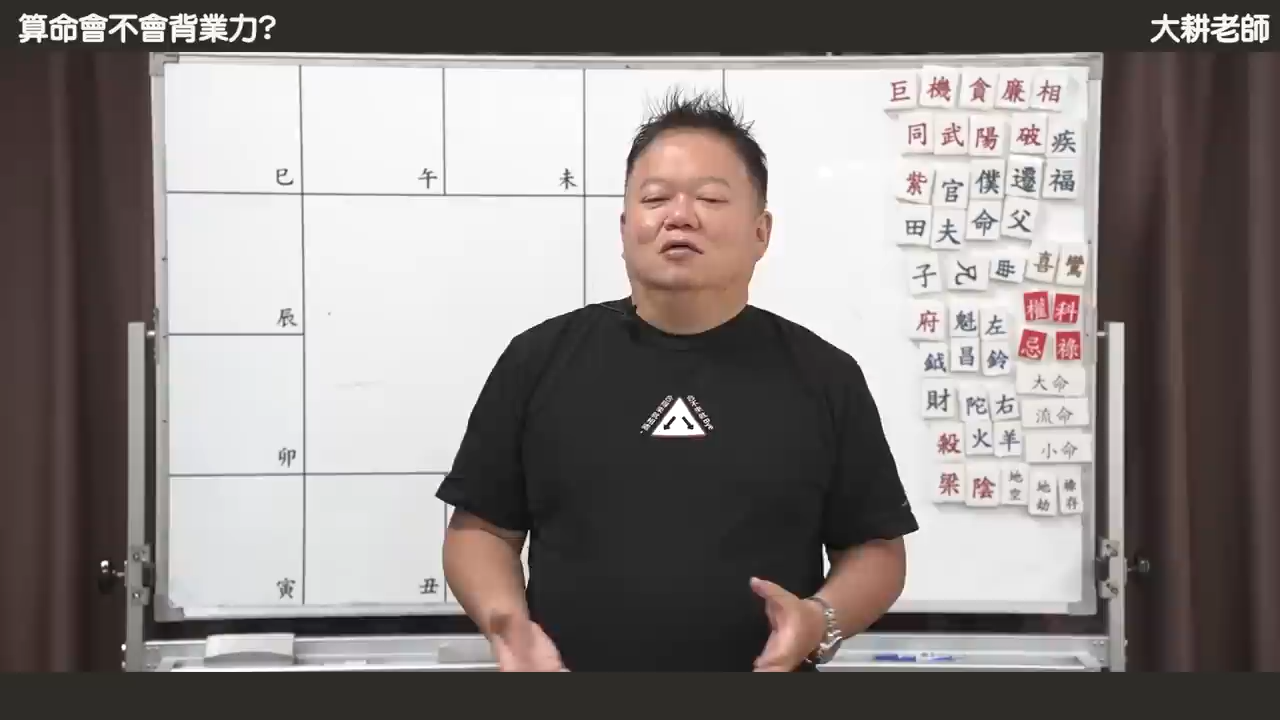 算命會不會背業力?
大耕老師
巳
午
未
辰
卯
寅
丑
巨機貪廉相
同武陽破疾
紫官僕遷福
田夫命父
子兄毋喜鸞
府魁左權科
鉞昌鈴忌祿
大命
財陀右
流命
殺火羊
小命
梁陰地空地劫祿存